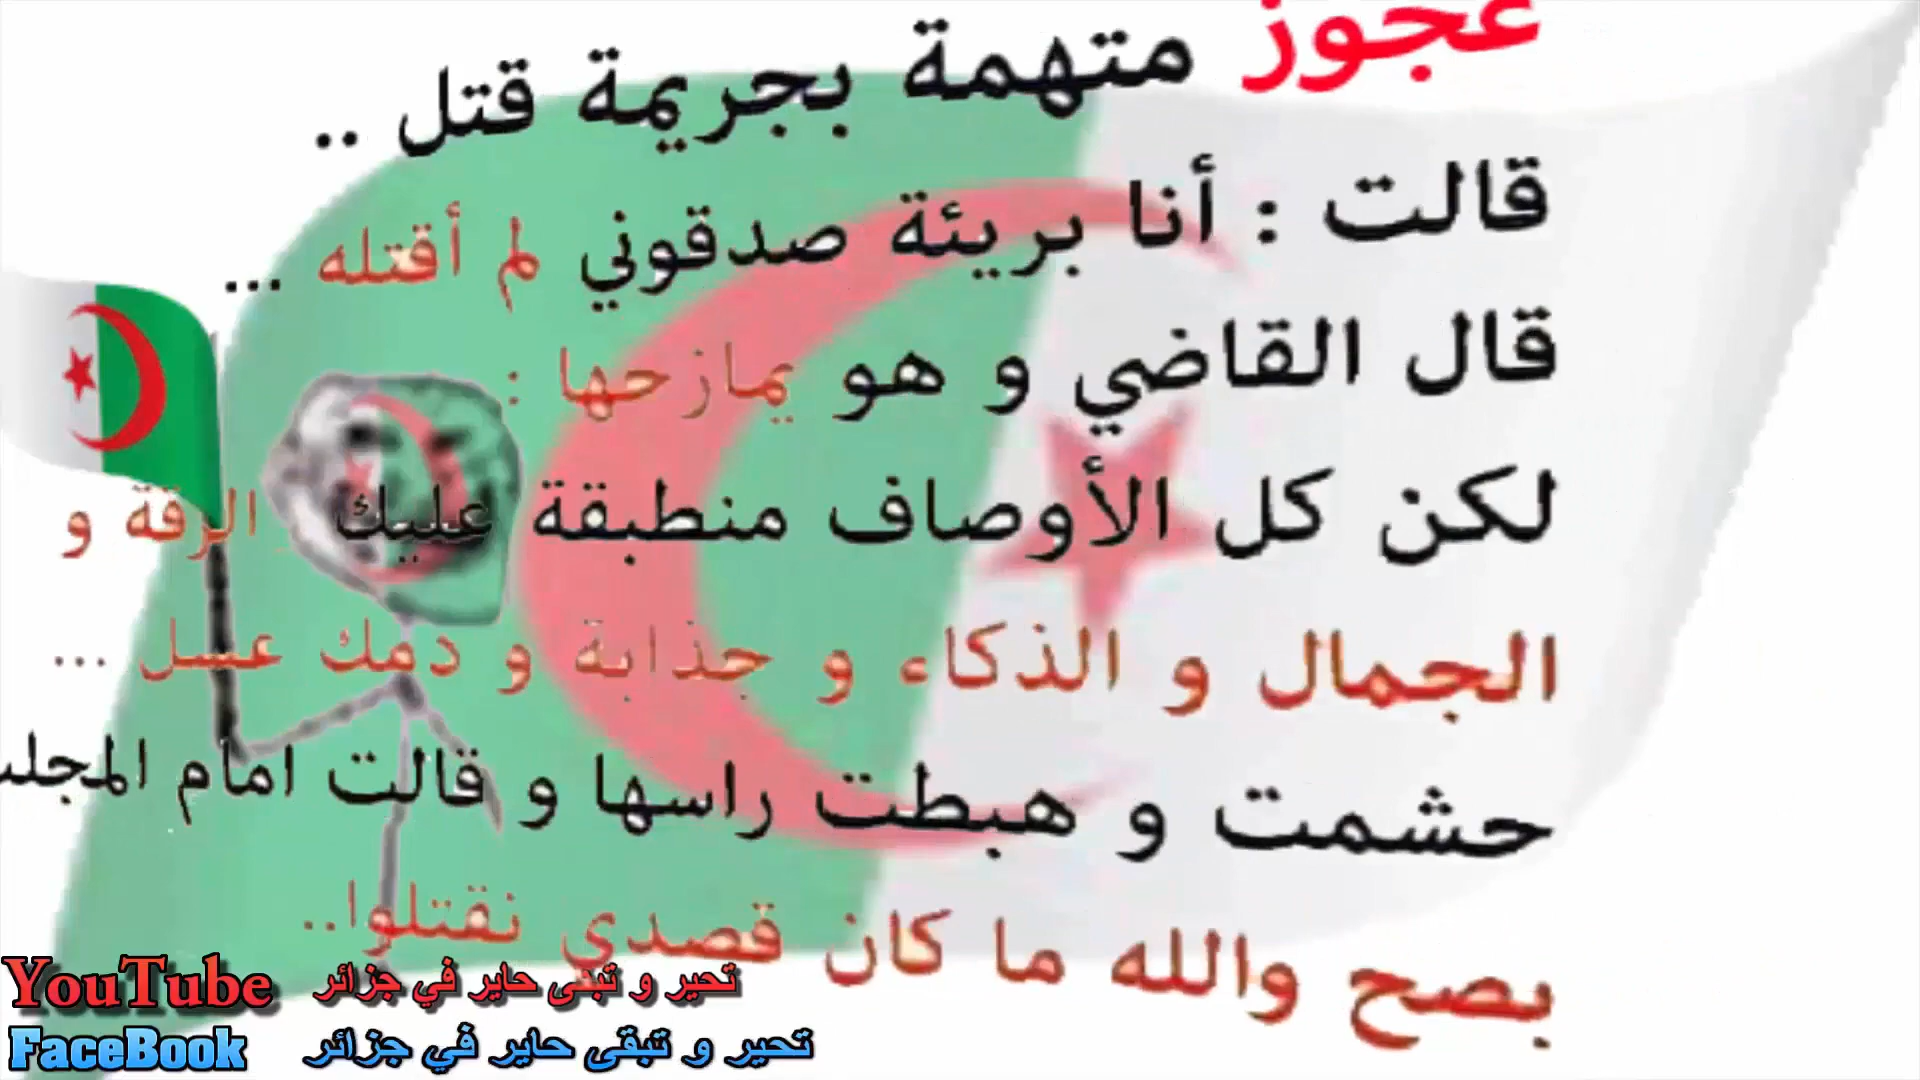 عجوز متهمة بجريمة قتل ..
قالت : أنا بريئة صدقوني لم أقتله ...
قال القاضي و هو يمازحها :
لكن كل الأوصاف منطبقة عليك الرقة و
الجمال و الذكاء و جذابة و دمك عسل ...
حشمت و هبطت راسها و قالت امام
بصح والله ما كان قصدي نقتلوا..
YouTube تحير و تبقى حاير في جزائر
FaceBook تحير و تبقى حاير في جزائر